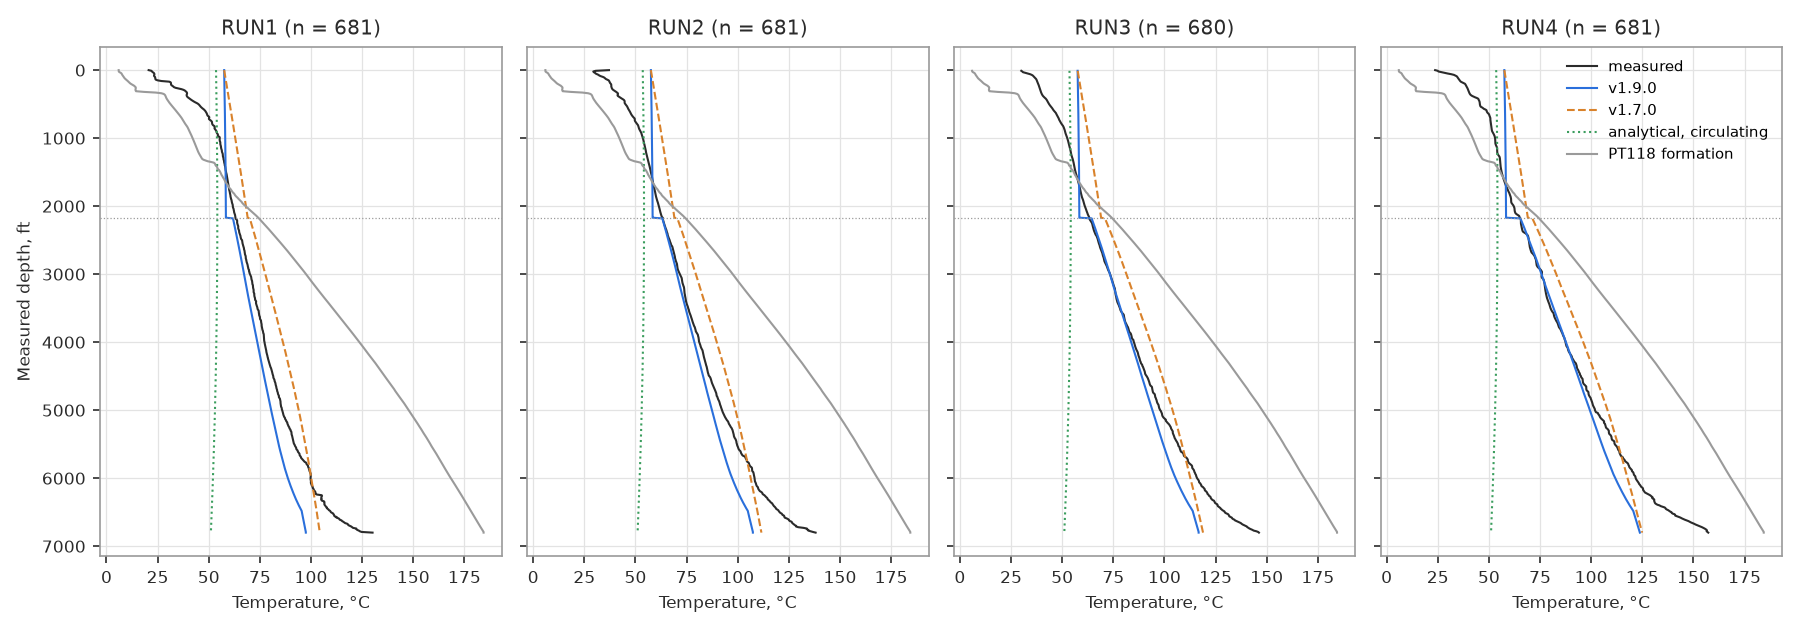 RUN1 (n = 681)
RUN2 (n = 681)
RUN3 (n = 680)
RUN4 (n = 681)
measured
v1.9.0
v1.7.0
analytical, circulating
PT118 formation
Measured depth, ft
0
1000
2000
3000
4000
5000
6000
7000
0 25 50 75 100 125 150 175
0 25 50 75 100 125 150 175
0 25 50 75 100 125 150 175
0 25 50 75 100 125 150 175
Temperature, °C
Temperature, °C
Temperature, °C
Temperature, °C